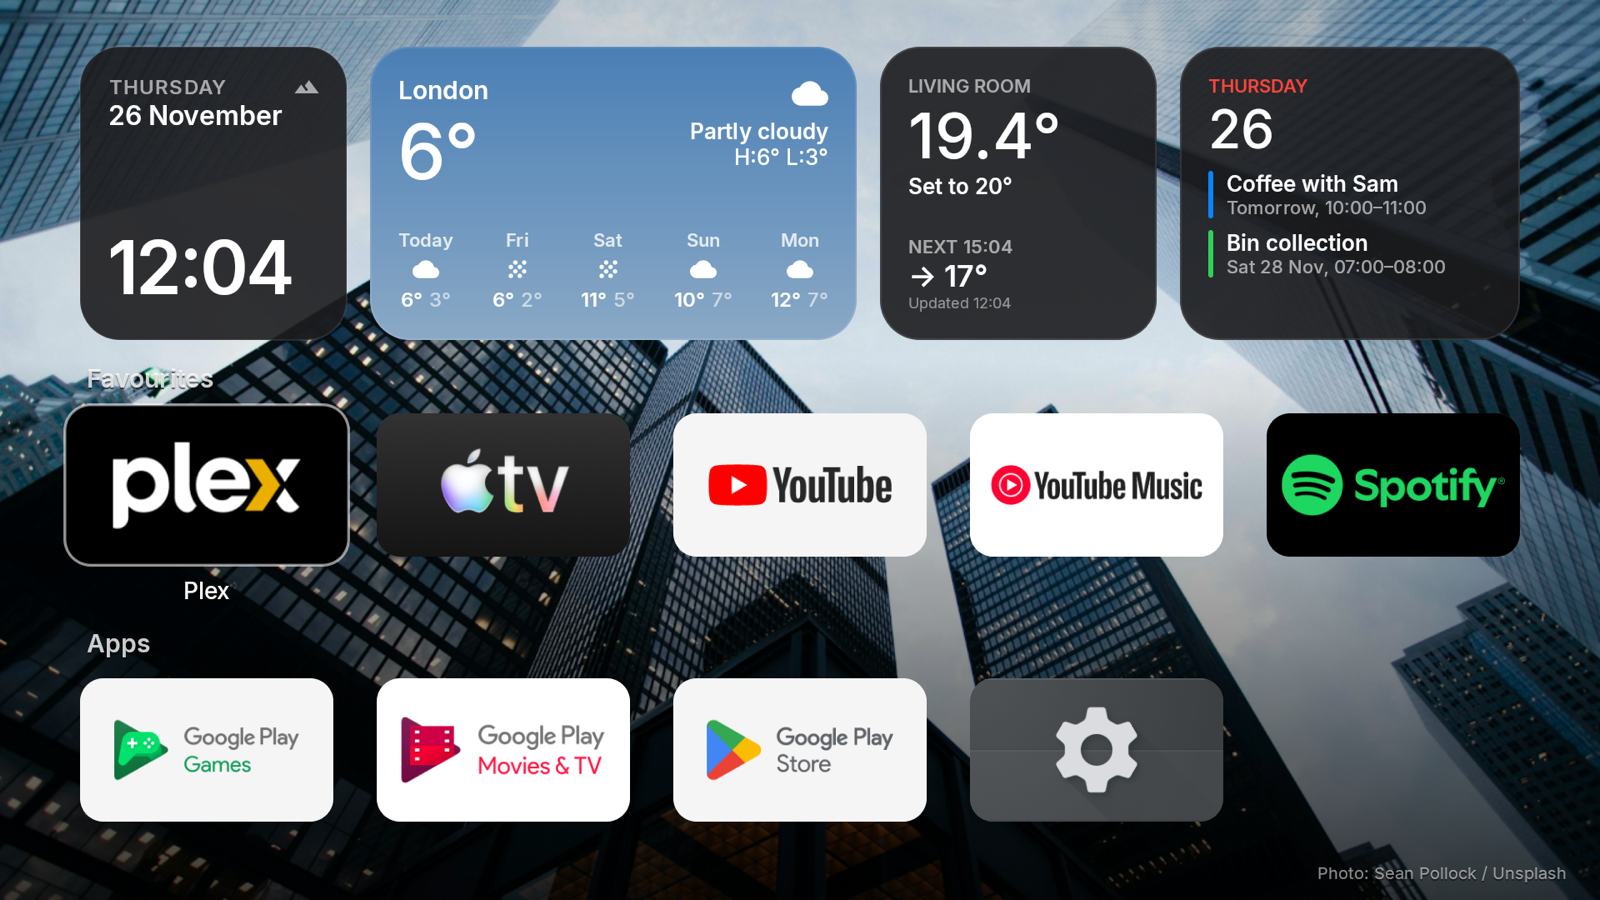 THURSDAY
26 November
12:04
London
6°
Partly cloudy
H:6° L:3°
Today Fri Sat Sun Mon
6° 3° 6° 2° 11° 5° 10° 7° 12° 7°
LIVING ROOM
19.4°
Set to 20°
NEXT 15:04
→ 17°
Updated 12:04
THURSDAY
26
Coffee with Sam
Tomorrow, 10:00–11:00
Bin collection
Sat 28 Nov, 07:00–08:00
Favourites
plex
tv
YouTube
YouTube Music
Spotify®
Plex
Apps
Google Play
Games
Google Play
Movies & TV
Google Play
Store
Photo: Sean Pollock / Unsplash